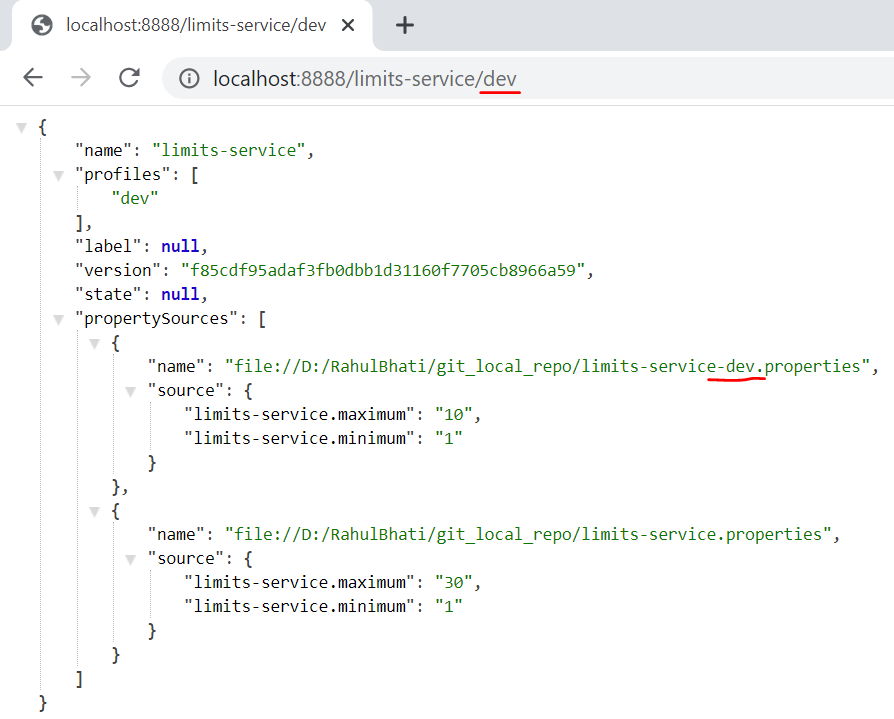 localhost:8888/limits-service/dev
localhost:8888/limits-service/dev
{
"name": "limits-service",
"profiles": [
"dev"
],
"label": null,
"version": "f85cdf95adaf3fb0dbb1d31160f7705cb8966a59",
"state": null,
"propertySources": [
{
"name": "file://D:/RahulBhati/git_local_repo/limits-service-dev.properties",
"source": {
"limits-service.maximum": "10",
"limits-service.minimum": "1"
}
},
{
"name": "file://D:/RahulBhati/git_local_repo/limits-service.properties",
"source": {
"limits-service.maximum": "30",
"limits-service.minimum": "1"
}
}
]
}